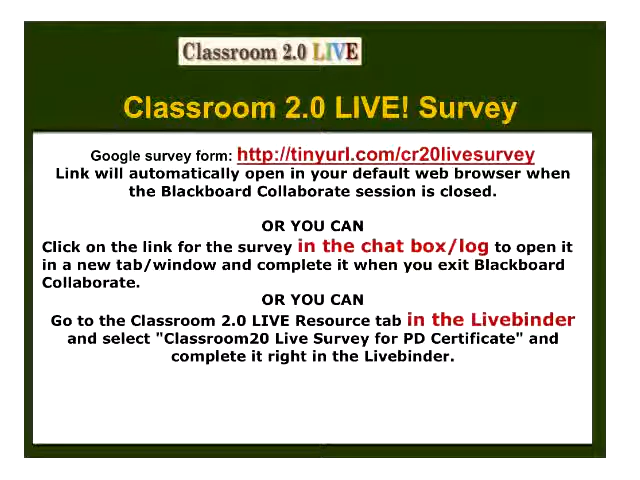 Classroom 2.0 LIVE
Classroom 2.0 LIVE! Survey
Google survey form: http://tinyurl.com/cr20livesurvey
Link will automatically open in your default web browser when
the Blackboard Collaborate session is closed.
OR YOU CAN
Click on the link for the survey in the chat box/log to open it
in a new tab/window and complete it when you exit Blackboard
Collaborate.
OR YOU CAN
Go to the Classroom 2.0 LIVE Resource tab in the Livebinder
and select "Classroom20 Live Survey for PD Certificate" and
complete it right in the Livebinder.